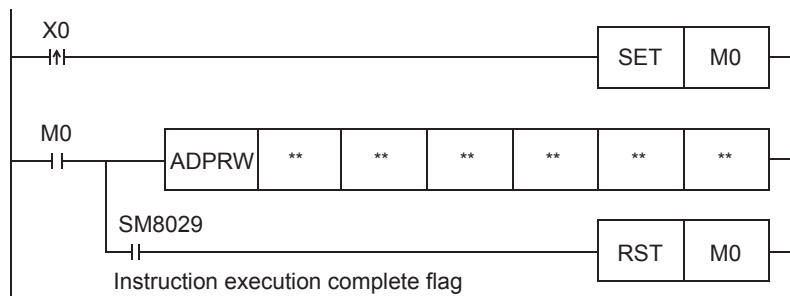 X0
SET M0
M0
ADPRW ** ** ** ** ** **
SM8029
RST M0
Instruction execution complete flag